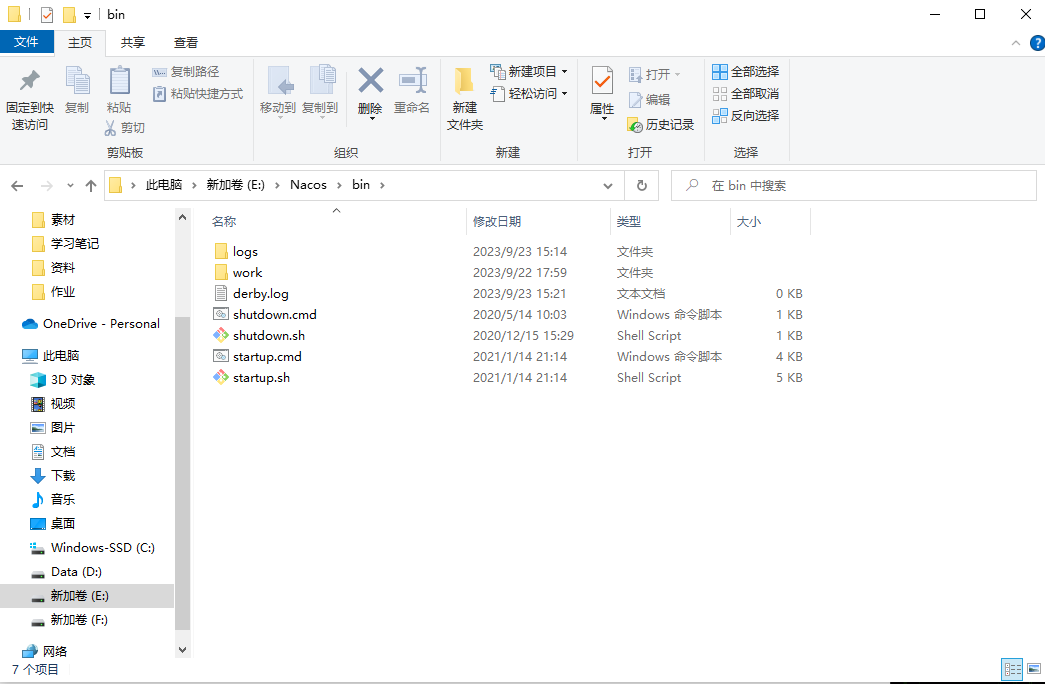 bin
文件 主页 共享 查看
固定到快速访问
复制
粘贴
复制路径
粘贴快捷方式
剪切
剪贴板
移动到
复制到
删除
重命名
组织
新建文件夹
新建项目
轻松访问
新建
属性
打开
编辑
历史记录
打开
全部选择
全部取消
反向选择
选择
此电脑 › 新加卷 (E:) › Nacos › bin ›
在 bin 中搜索
素材
学习笔记
资料
作业
OneDrive - Personal
此电脑
3D 对象
视频
图片
文档
下载
音乐
桌面
Windows-SSD (C:)
Data (D:)
新加卷 (E:)
新加卷 (F:)
网络
名称 修改日期 类型 大小
logs 2023/9/23 15:14 文件夹
work 2023/9/22 17:59 文件夹
derby.log 2023/9/23 15:21 文本文档 0 KB
shutdown.cmd 2020/5/14 10:03 Windows 命令脚本 1 KB
shutdown.sh 2020/12/15 15:29 Shell Script 1 KB
startup.cmd 2021/1/14 21:14 Windows 命令脚本 4 KB
startup.sh 2021/1/14 21:14 Shell Script 5 KB
7 个项目